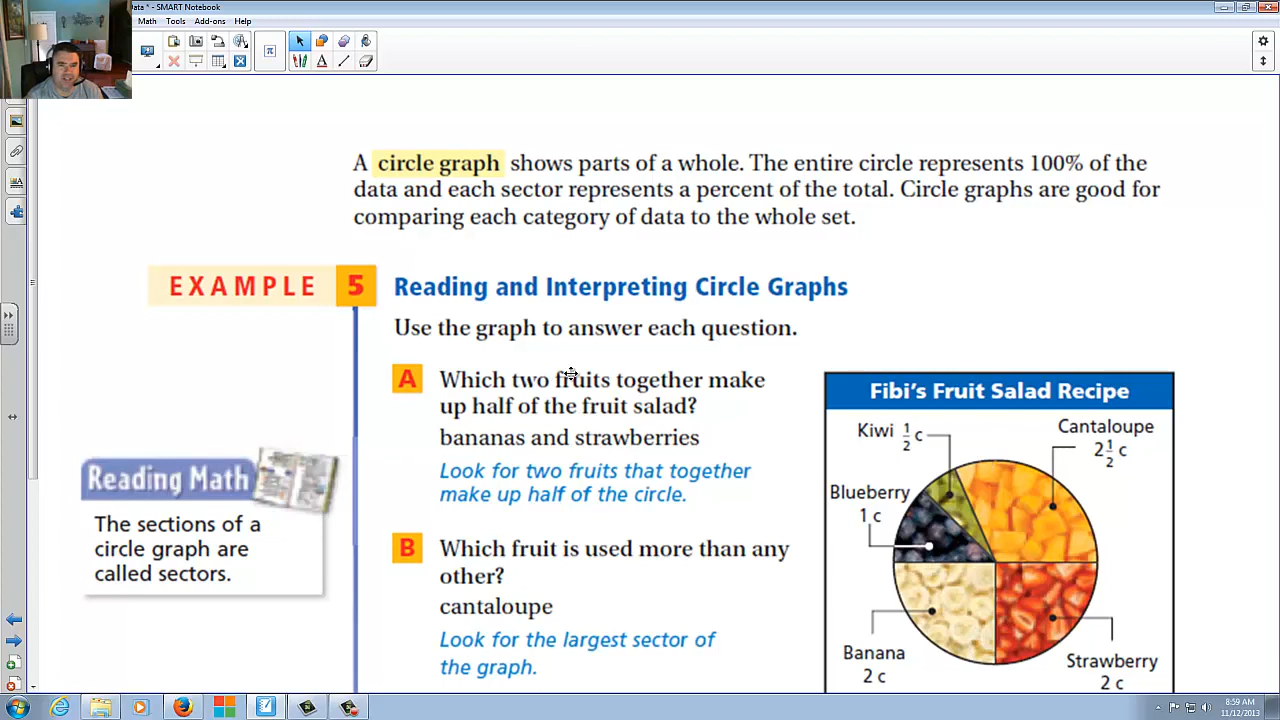 Data * - SMART Notebook
Math Tools Add-ons Help
π
A
A circle graph shows parts of a whole. The entire circle represents 100% of the
data and each sector represents a percent of the total. Circle graphs are good for
comparing each category of data to the whole set.
EXAMPLE 5
Reading and Interpreting Circle Graphs
Use the graph to answer each question.
A Which two fruits together make
up half of the fruit salad?
bananas and strawberries
Look for two fruits that together
make up half of the circle.
B Which fruit is used more than any
other?
cantaloupe
Look for the largest sector of
the graph.
Reading Math
The sections of a
circle graph are
called sectors.
Fibi's Fruit Salad Recipe
Kiwi 1/2 c
Cantaloupe
2 1/2 c
Blueberry
1 c
Banana
2 c
Strawberry
2 c
8:59 AM
11/12/2013